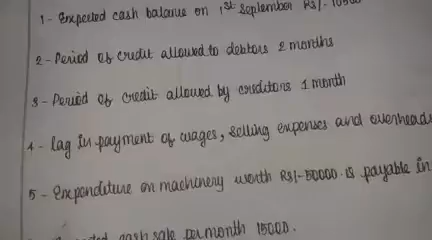 1 - Expected cash balance on 1st September Rs/- 10500
2 - Period of credit allowed to debtors 2 months
3 - Period of credit allowed by creditors 1 month
4 - lag in payment of wages, selling expenses and overheads
5 - Expenditure on machinery worth Rs/- 50000 is payable in
cash sale per month 15000.